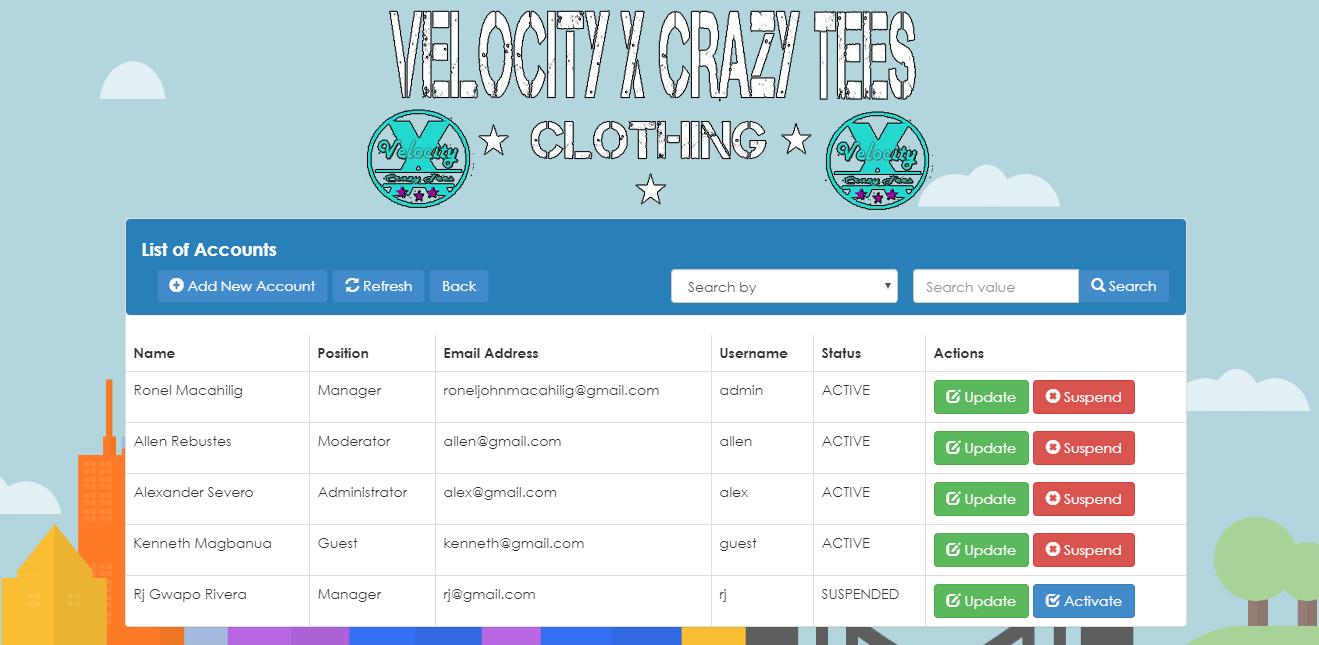 VELOCITY X CRAZY TEES
CLOTHING
X
Velocity
Crazy Tees
X
Velocity
Crazy Tees
List of Accounts
Add New Account Refresh Back Search by Search value Search
Name Position Email Address Username Status Actions
Ronel Macahilig Manager roneljohnmacahilig@gmail.com admin ACTIVE Update Suspend
Allen Rebustes Moderator allen@gmail.com allen ACTIVE Update Suspend
Alexander Severo Administrator alex@gmail.com alex ACTIVE Update Suspend
Kenneth Magbanua Guest kenneth@gmail.com guest ACTIVE Update Suspend
Rj Gwapo Rivera Manager rj@gmail.com rj SUSPENDED Update Activate